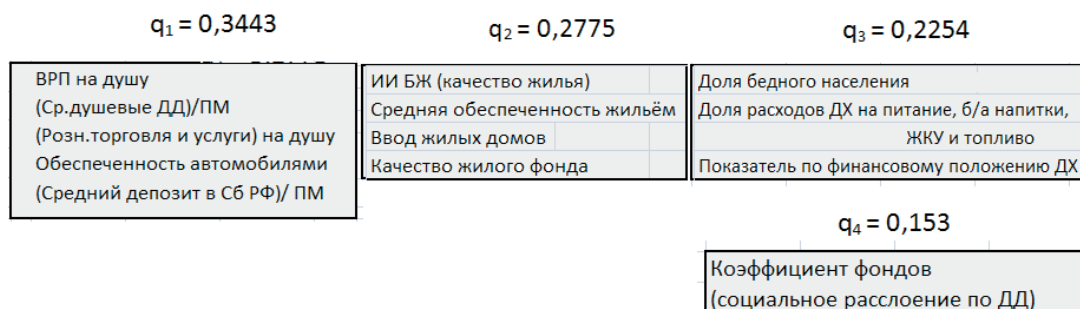 q₁ = 0,3443
ВРП на душу
(Ср.душевые ДД)/ПМ
(Розн.торговля и услуги) на душу
Обеспеченность автомобилями
(Средний депозит в Сб РФ)/ ПМ
q₂ = 0,2775
ИИ БЖ (качество жилья)
Средняя обеспеченность жильём
Ввод жилых домов
Качество жилого фонда
q₃ = 0,2254
Доля бедного населения
Доля расходов ДХ на питание, б/а напитки,
ЖКУ и топливо
Показатель по финансовому положению ДХ
q₄ = 0,153
Коэффициент фондов
(социальное расслоение по ДД)